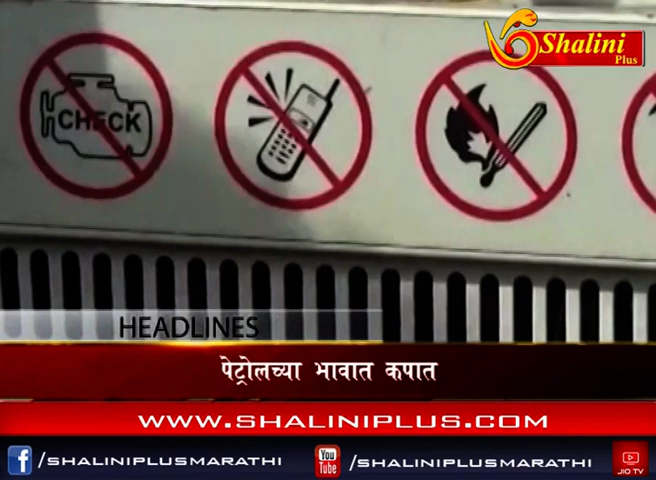 Shalini
Plus
CHECK
HEADLINES
पेट्रोलच्या भावात कपात
WWW.SHALINIPLUS.COM
/SHALINIPLUSMARATHI
You
Tube
/SHALINIPLUSMARATHI
JIO TV